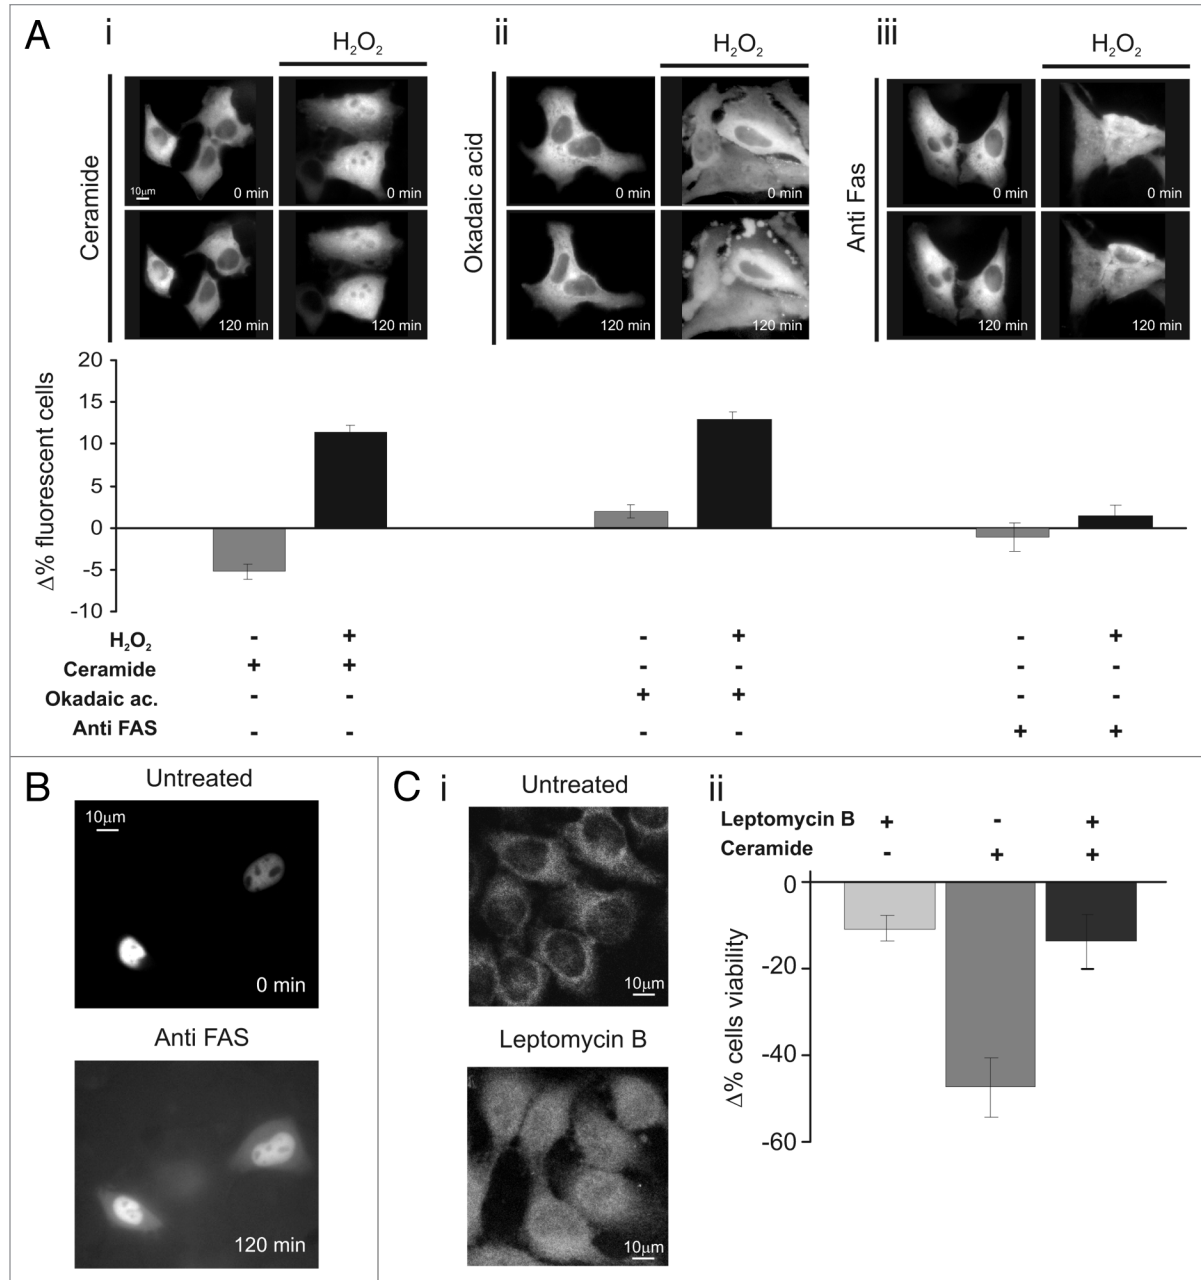 A i ii iii
H₂O₂ H₂O₂ H₂O₂
Ceramide
10µm
0 min 0 min
120 min 120 min
Okadaic acid
0 min 0 min
120 min 120 min
Anti Fas
0 min 0 min
120 min 120 min
Δ% fluorescent cells
20
15
10
5
0
-5
-10
H₂O₂ - + - + - +
Ceramide + + - - - -
Okadaic ac. - - + + - -
Anti FAS - - - - + +
B
Untreated
10µm
0 min
Anti FAS
120 min
C i
Untreated
10µm
Leptomycin B
10µm
ii
Leptomycin B + - +
Ceramide - + +
Δ% cells viability
0
-20
-40
-60